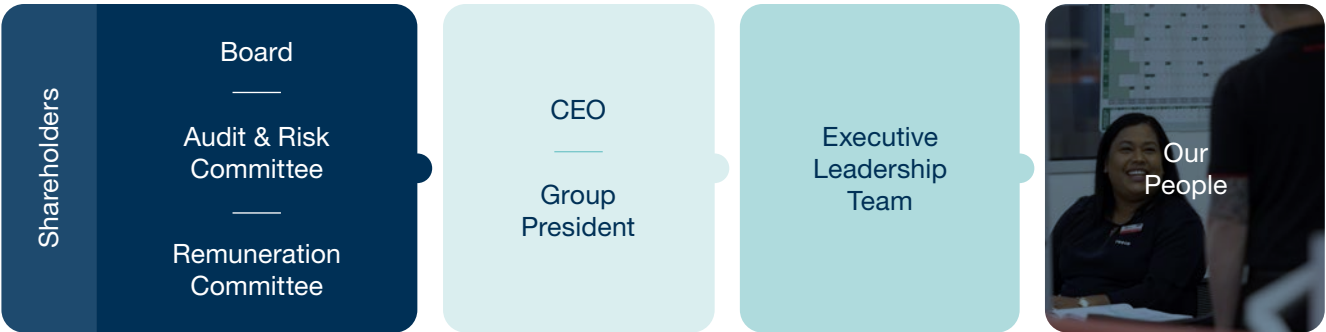 Shareholders
Board
Audit & Risk
Committee
Remuneration
Committee
CEO
Group
President
Executive
Leadership
Team
Our
People